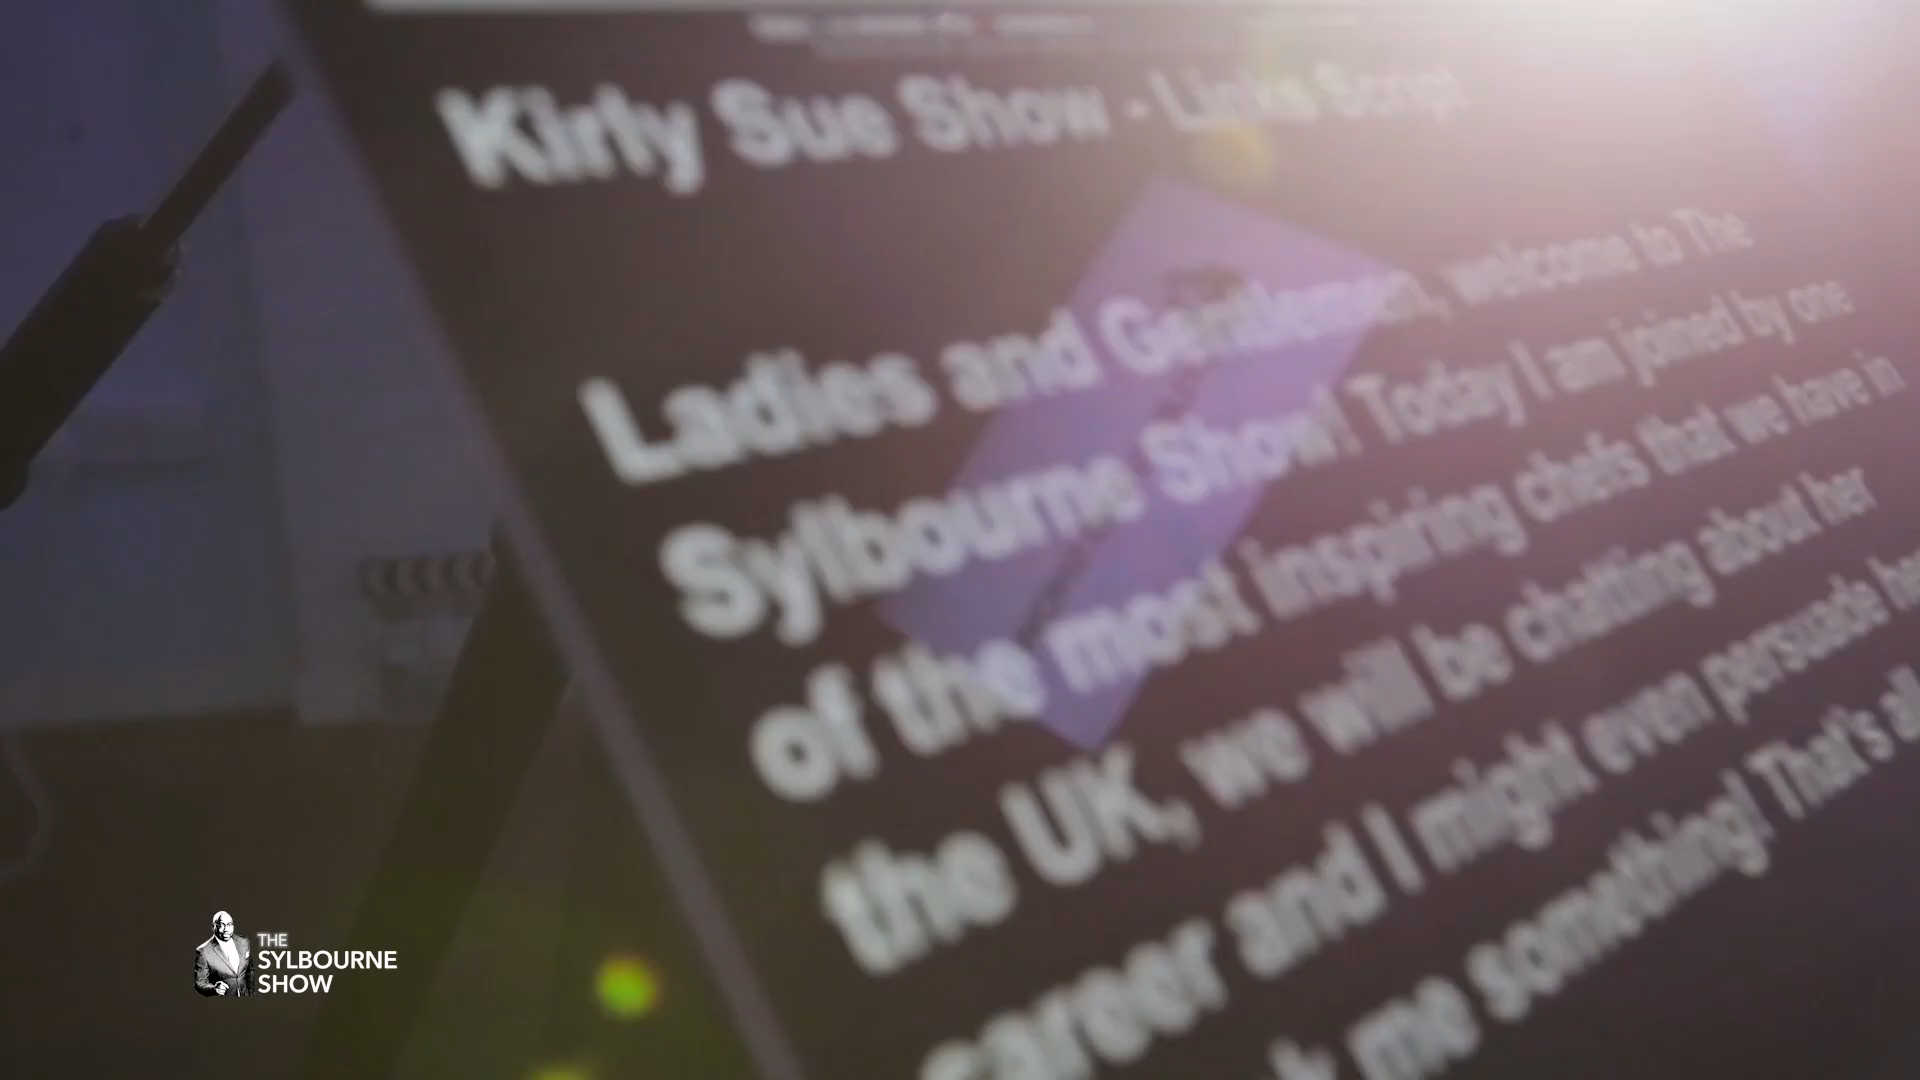 Kirly Sue Show - Links Script
Ladies and Gentlemen, welcome to The
Sylbourne Show! Today I am joined by one
of the most inspiring chefs that we have in
the UK, we will be chatting about her
career and I might even persuade
me something! That's
THE
SYLBOURNE
SHOW